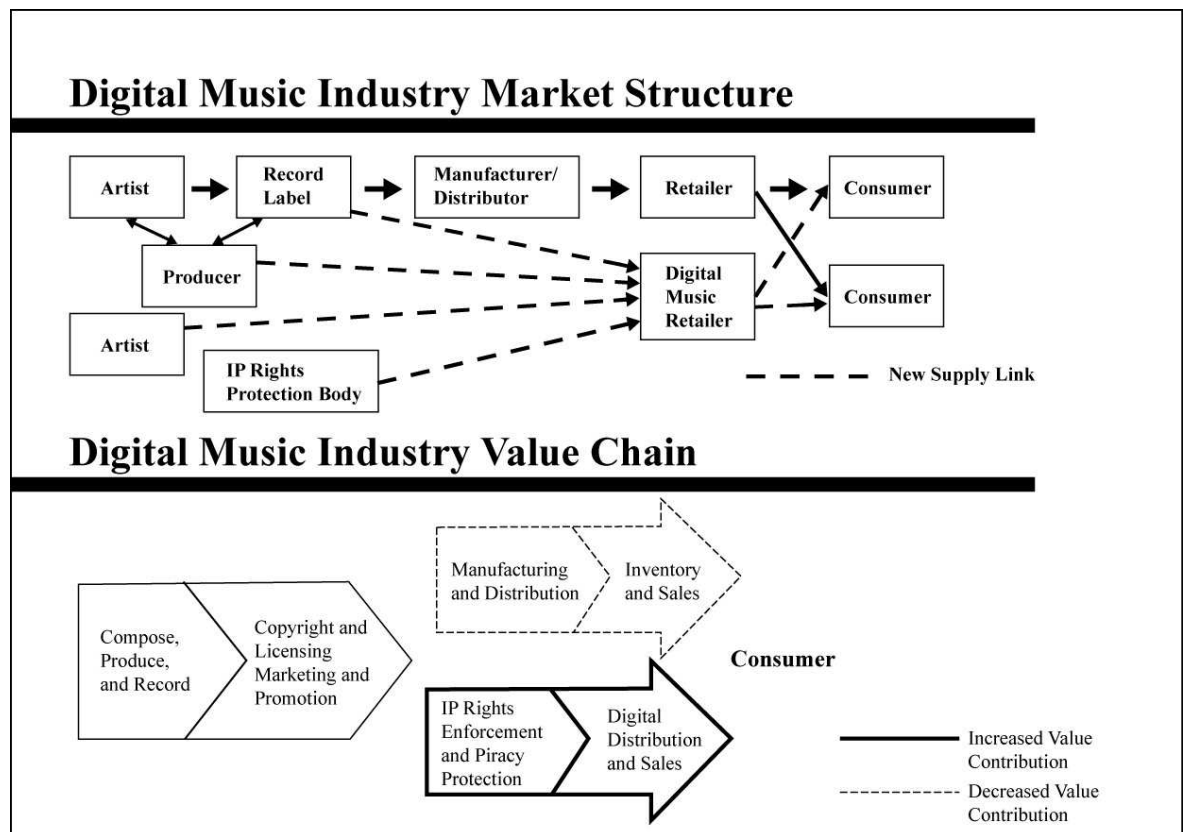 Digital Music Industry Market Structure
Artist
Record
Label
Manufacturer/
Distributor
Retailer
Consumer
Producer
Digital
Music
Retailer
Consumer
Artist
IP Rights
Protection Body
New Supply Link
Digital Music Industry Value Chain
Compose,
Produce,
and Record
Copyright and
Licensing
Marketing and
Promotion
Manufacturing
and Distribution
Inventory
and Sales
Consumer
IP Rights
Enforcement
and Piracy
Protection
Digital
Distribution
and Sales
Increased Value
Contribution
Decreased Value
Contribution